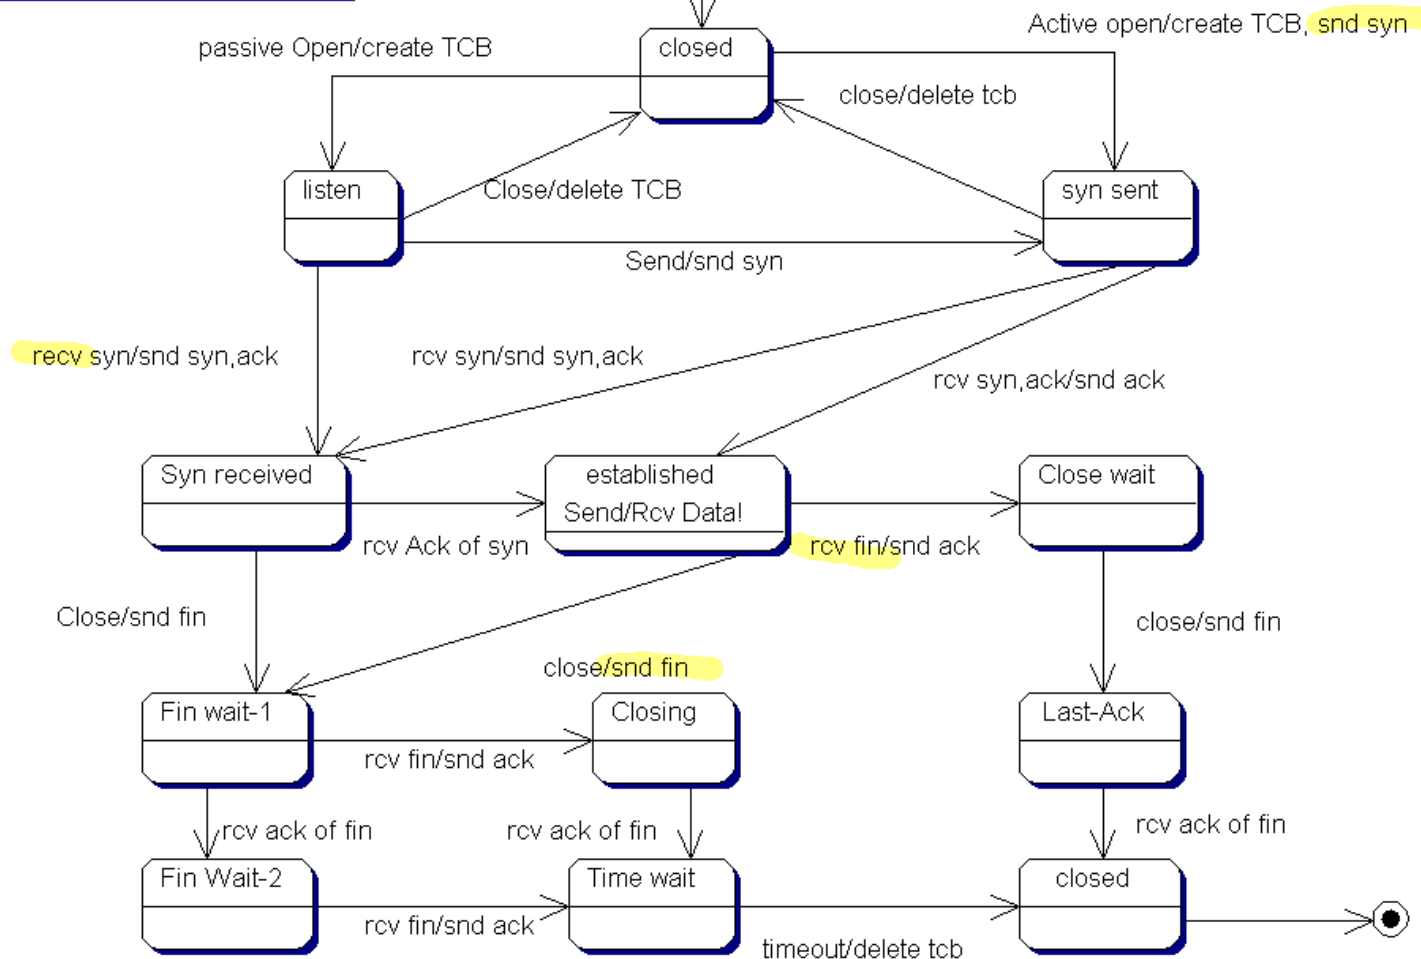 Active open/create TCB, snd syn
passive Open/create TCB
closed
close/delete tcb
listen
Close/delete TCB
syn sent
Send/snd syn
recv syn/snd syn,ack
rcv syn/snd syn,ack
rcv syn,ack/snd ack
Syn received
established
Send/Rcv Data!
Close wait
rcv Ack of syn
rcv fin/snd ack
Close/snd fin
close/snd fin
close/snd fin
Fin wait-1
Closing
Last-Ack
rcv fin/snd ack
rcv ack of fin
rcv ack of fin
rcv ack of fin
Fin Wait-2
Time wait
closed
rcv fin/snd ack
timeout/delete tcb